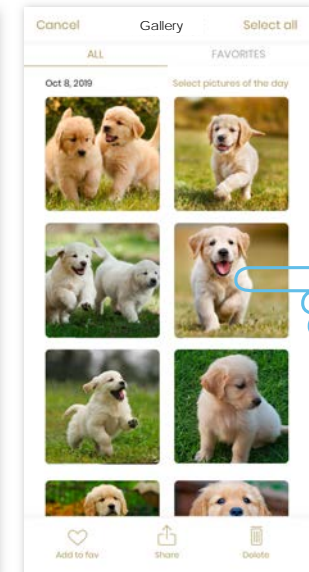 Cancel Gallery Select all
ALL FAVORITES
Oct 8, 2019 Select pictures of the day
Add to fav Share Delete